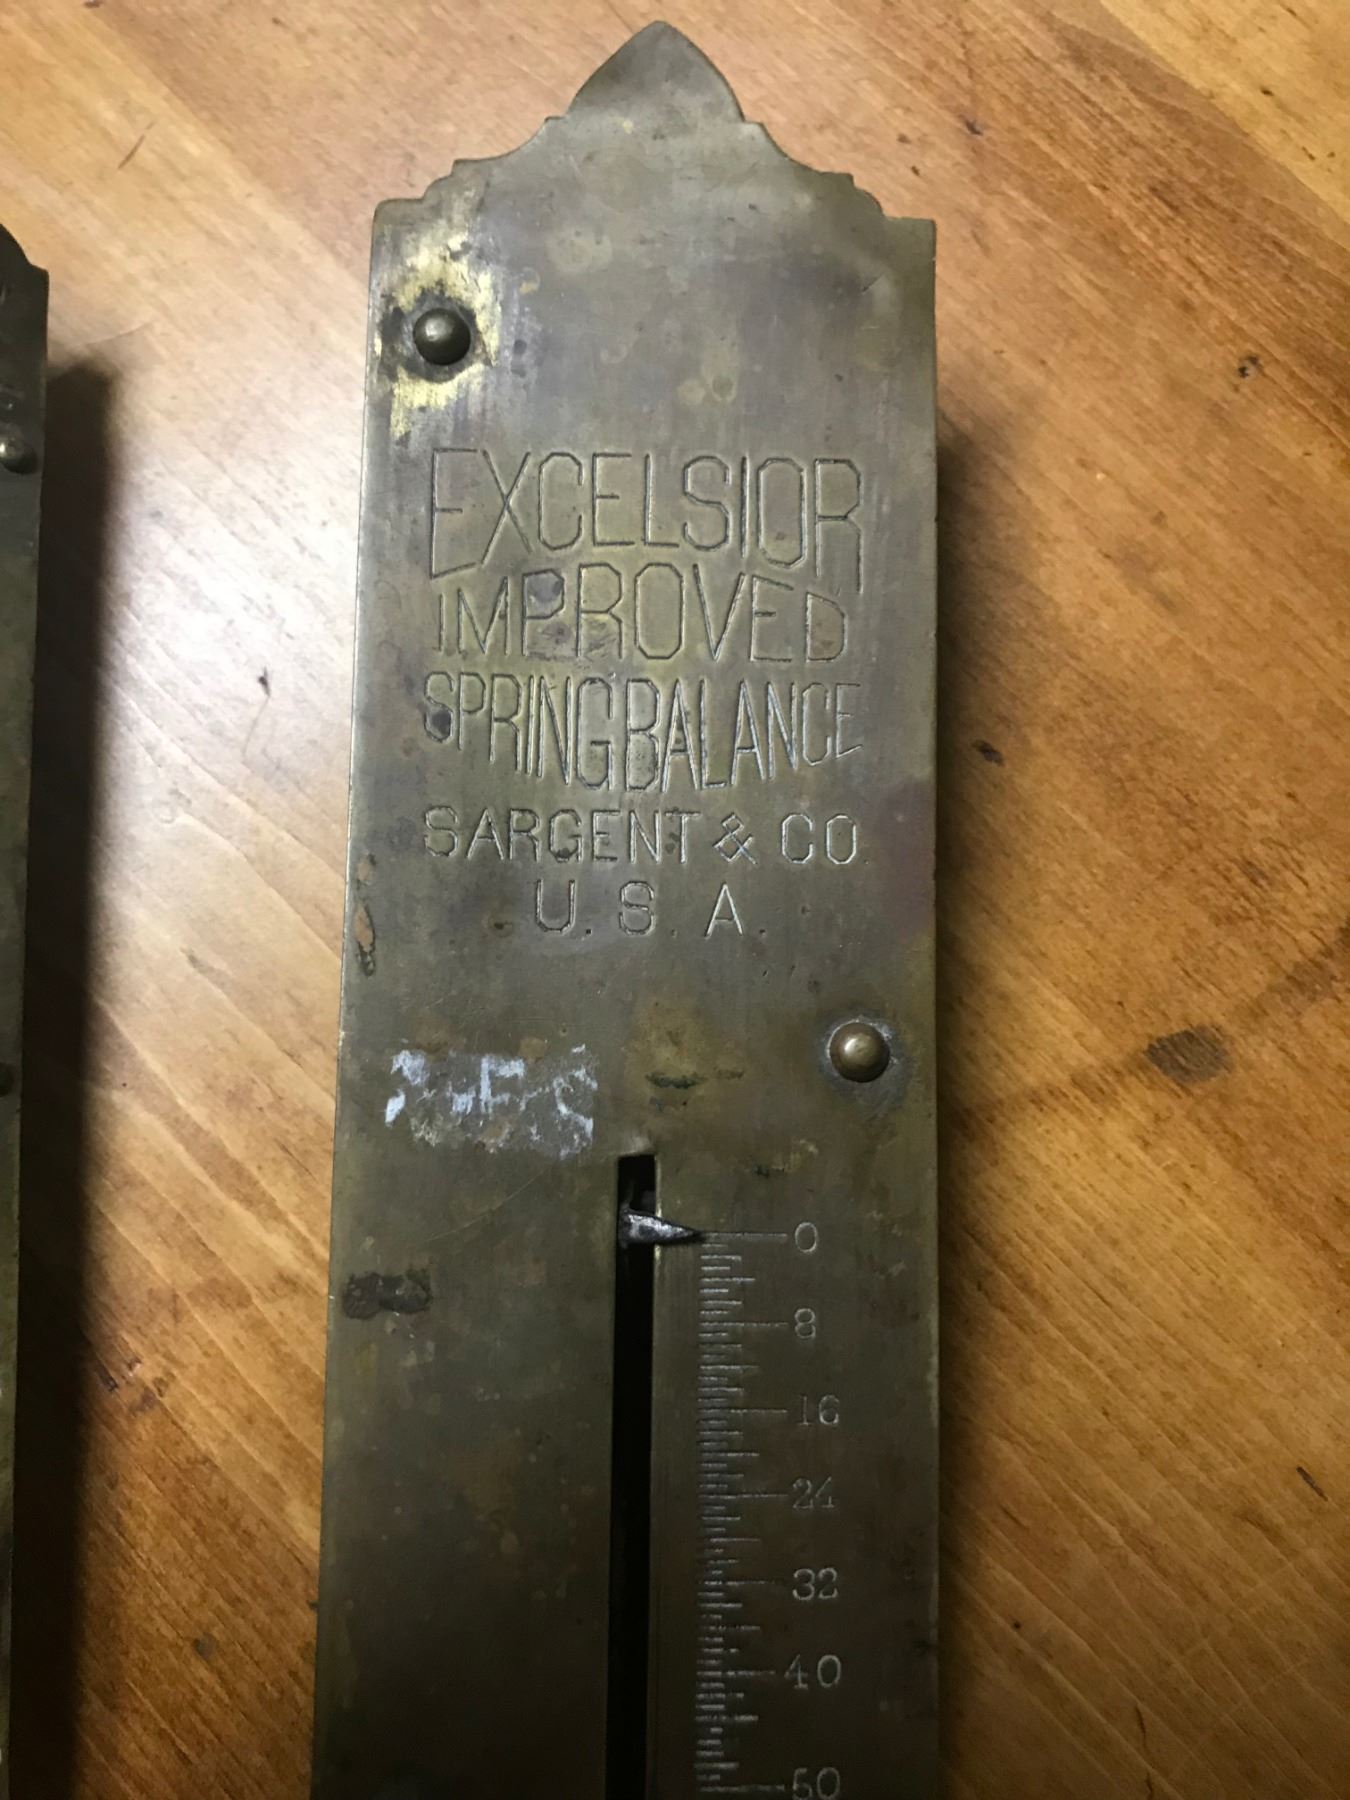 EXCELSIOR
IMPROVED
SPRING BALANCE
SARGENT & CO.
U. S. A.
0
8
16
24
32
40
50